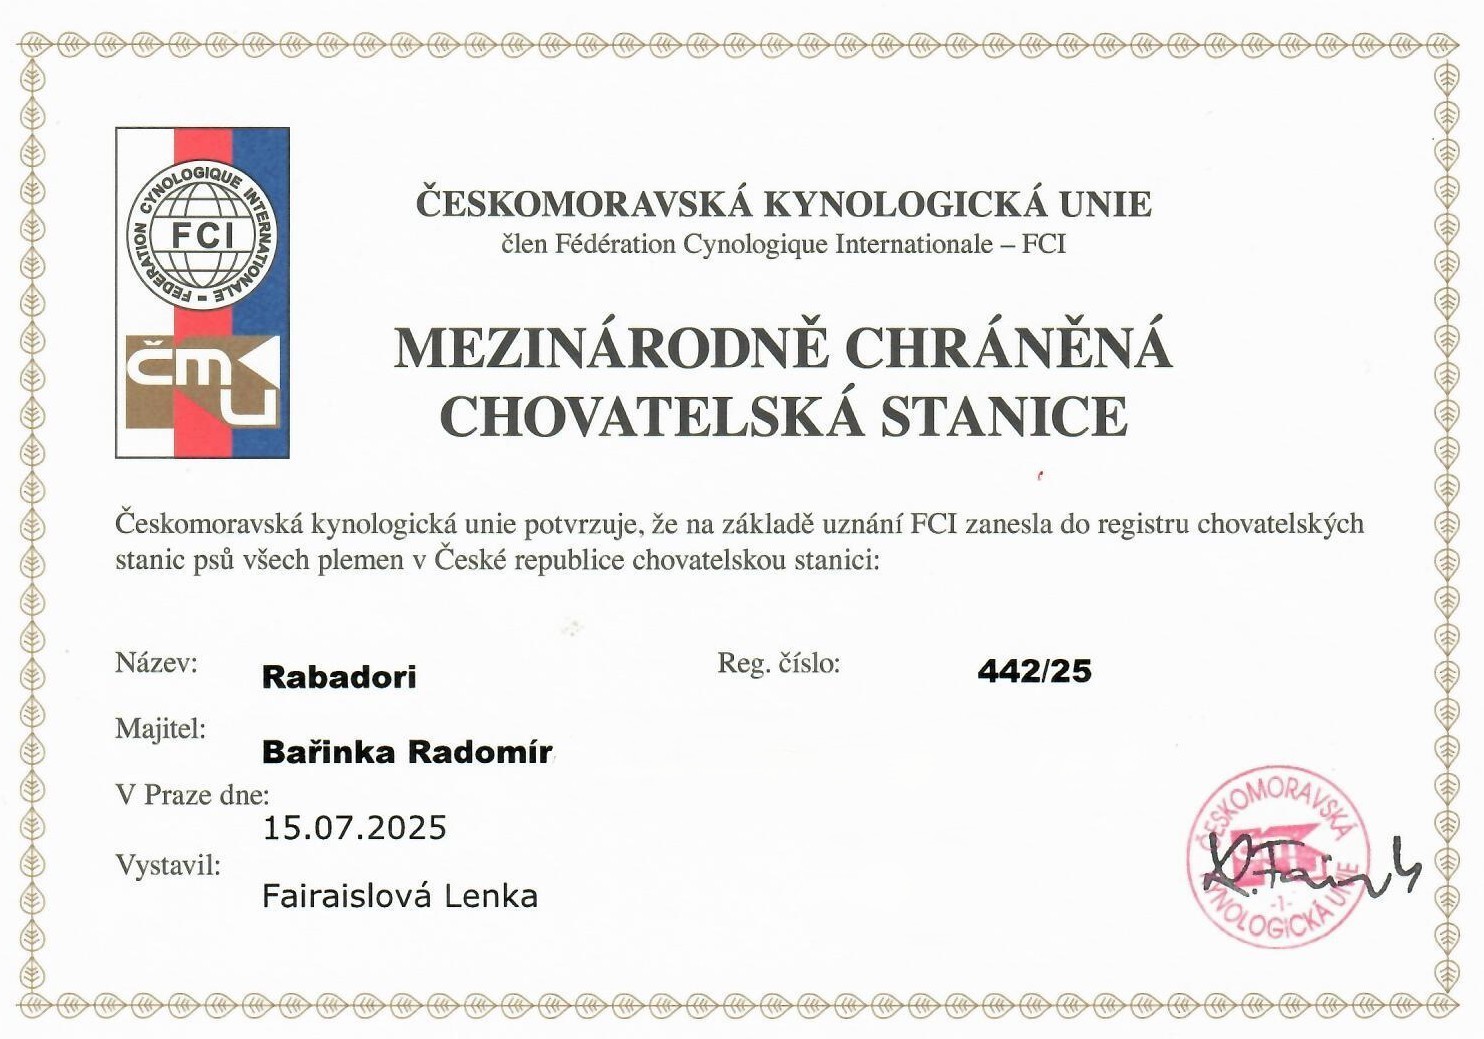 FEDERATION CYNOLOGIQUE INTERNATIONALE -
FCI
ČMKU
ČESKOMORAVSKÁ KYNOLOGICKÁ UNIE
člen Fédération Cynologique Internationale – FCI
MEZINÁRODNĚ CHRÁNĚNÁ
CHOVATELSKÁ STANICE
Českomoravská kynologická unie potvrzuje, že na základě uznání FCI zanesla do registru chovatelských
stanic psů všech plemen v České republice chovatelskou stanici:
Název: Rabadori Reg. číslo: 442/25
Majitel: Bařinka Radomír
V Praze dne: 15.07.2025
Vystavil: Fairaislová Lenka
ČESKOMORAVSKÁ
KYNOLOGICKÁ UNIE
-1-